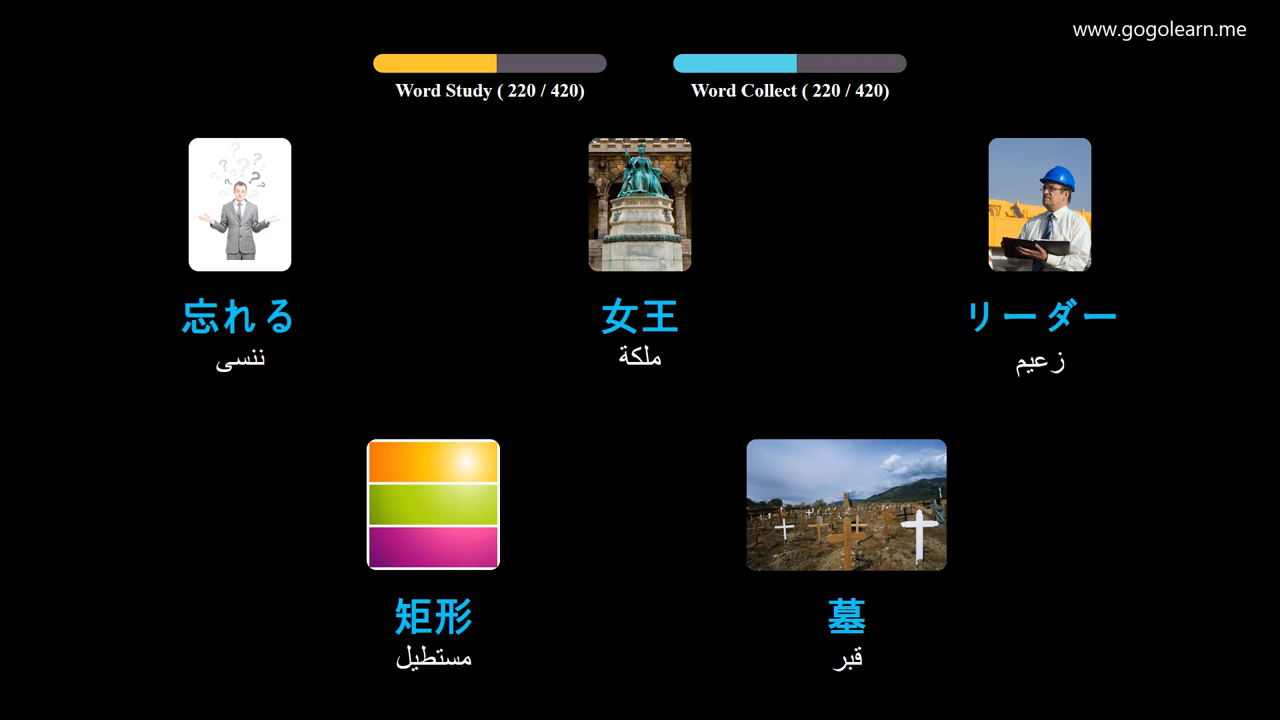 www.gogolearn.me
Word Study ( 220 / 420)
Word Collect ( 220 / 420)
忘れる
ننسى
女王
ملكة
リーダー
زعيم
矩形
مستطيل
墓
قبر